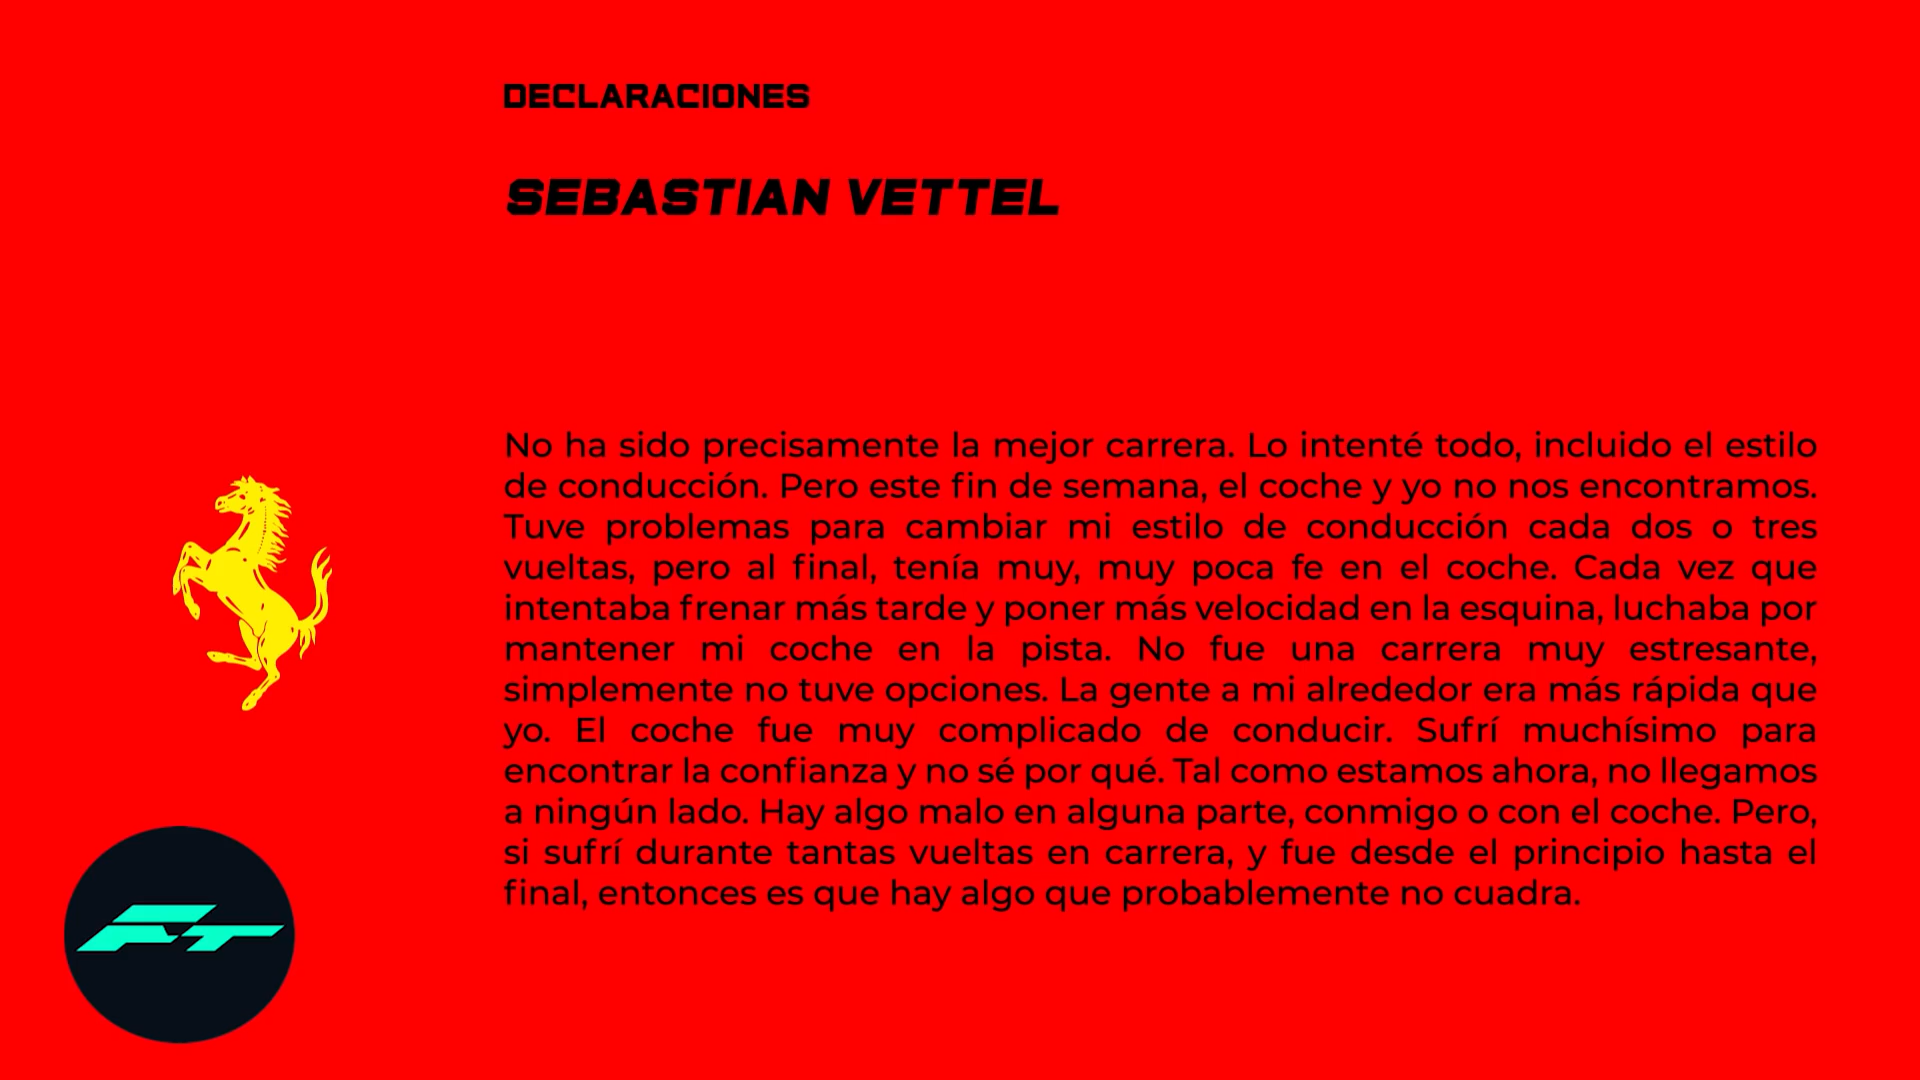 DECLARACIONES
SEBASTIAN VETTEL
No ha sido precisamente la mejor carrera. Lo intenté todo, incluido el estilo
de conducción. Pero este fin de semana, el coche y yo no nos encontramos.
Tuve problemas para cambiar mi estilo de conducción cada dos o tres
vueltas, pero al final, tenía muy, muy poca fe en el coche. Cada vez que
intentaba frenar más tarde y poner más velocidad en la esquina, luchaba por
mantener mi coche en la pista. No fue una carrera muy estresante,
simplemente no tuve opciones. La gente a mi alrededor era más rápida que
yo. El coche fue muy complicado de conducir. Sufrí muchísimo para
encontrar la confianza y no sé por qué. Tal como estamos ahora, no llegamos
a ningún lado. Hay algo malo en alguna parte, conmigo o con el coche. Pero,
si sufrí durante tantas vueltas en carrera, y fue desde el principio hasta el
final, entonces es que hay algo que probablemente no cuadra.
FT